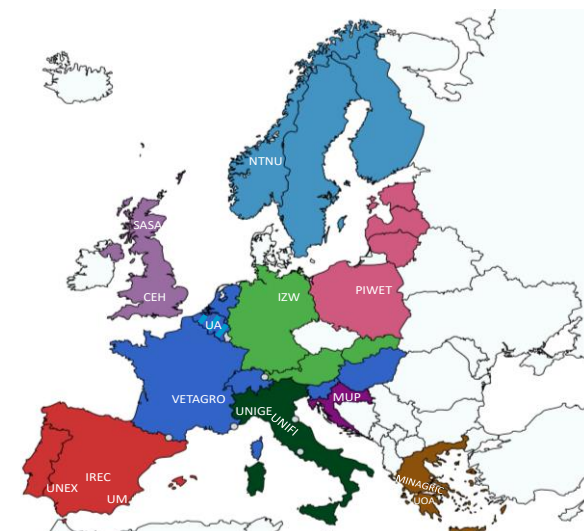 NTNU
SASA
CEH
IZW
PIWET
UA
VETAGRO
MUP
UNIGE
UNIFI
IREC
UNEX
UM
MINAGRIC
UOA